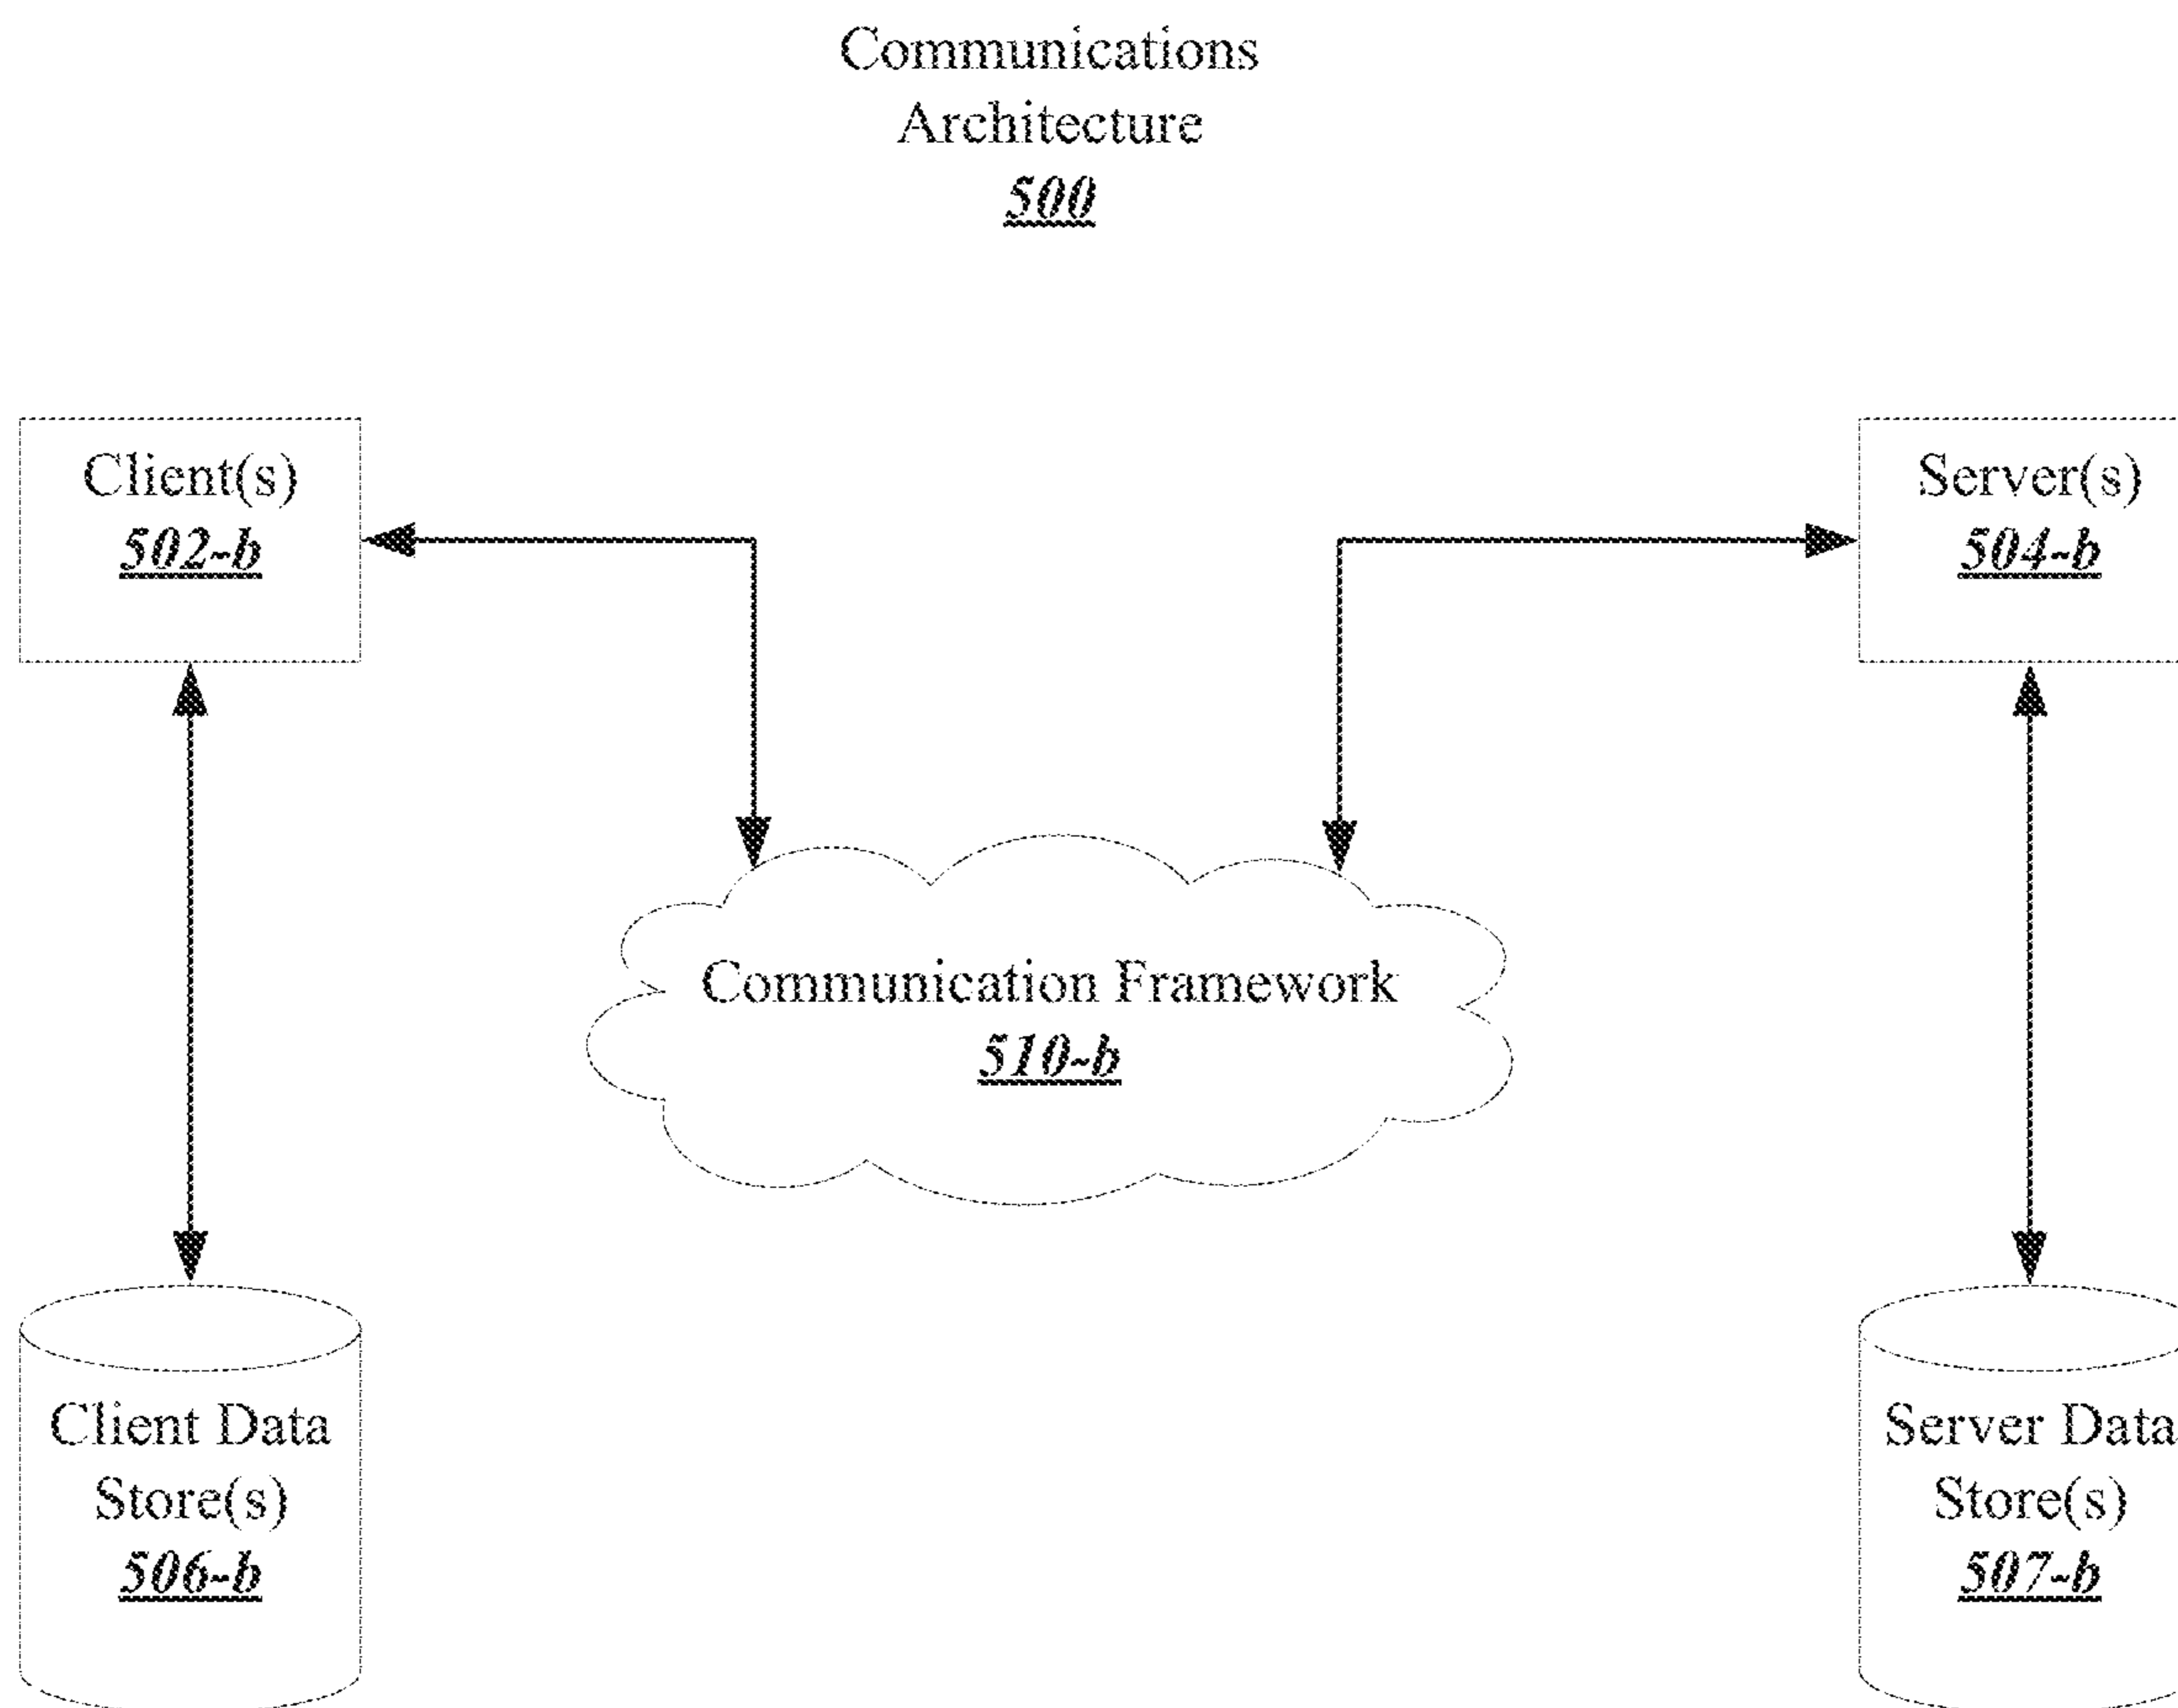 Communications
Architecture
500
Client(s)
502-b
Server(s)
504-b
Communication Framework
510-b
Client Data
Store(s)
506-b
Server Data
Store(s)
507-b